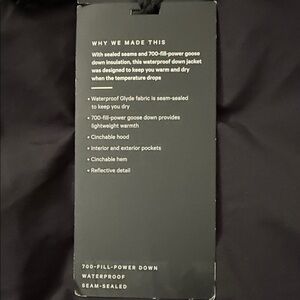 WHY WE MADE THIS
With sealed seams and 700-fill-power goose
down insulation, this waterproof down jacket
was designed to keep you warm and dry
when the temperature drops
• Waterproof Glyde fabric is seam-sealed
to keep you dry
• 700-fill-power goose down provides
lightweight warmth
• Cinchable hood
• Interior and exterior pockets
• Cinchable hem
• Reflective detail
700-FILL-POWER DOWN
WATERPROOF
SEAM-SEALED